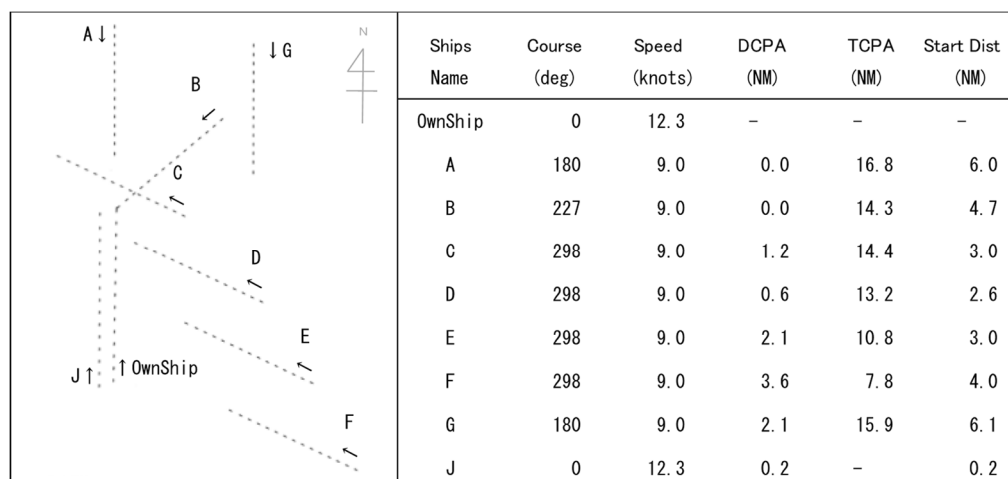 A↓
↓G
N
B
↙
C
←
D
←
E
←
J↑ ↑OwnShip
F
←
Ships Course Speed DCPA TCPA Start Dist
Name (deg) (knots) (NM) (NM) (NM)
OwnShip 0 12.3 − − −
A 180 9.0 0.0 16.8 6.0
B 227 9.0 0.0 14.3 4.7
C 298 9.0 1.2 14.4 3.0
D 298 9.0 0.6 13.2 2.6
E 298 9.0 2.1 10.8 3.0
F 298 9.0 3.6 7.8 4.0
G 180 9.0 2.1 15.9 6.1
J 0 12.3 0.2 − 0.2